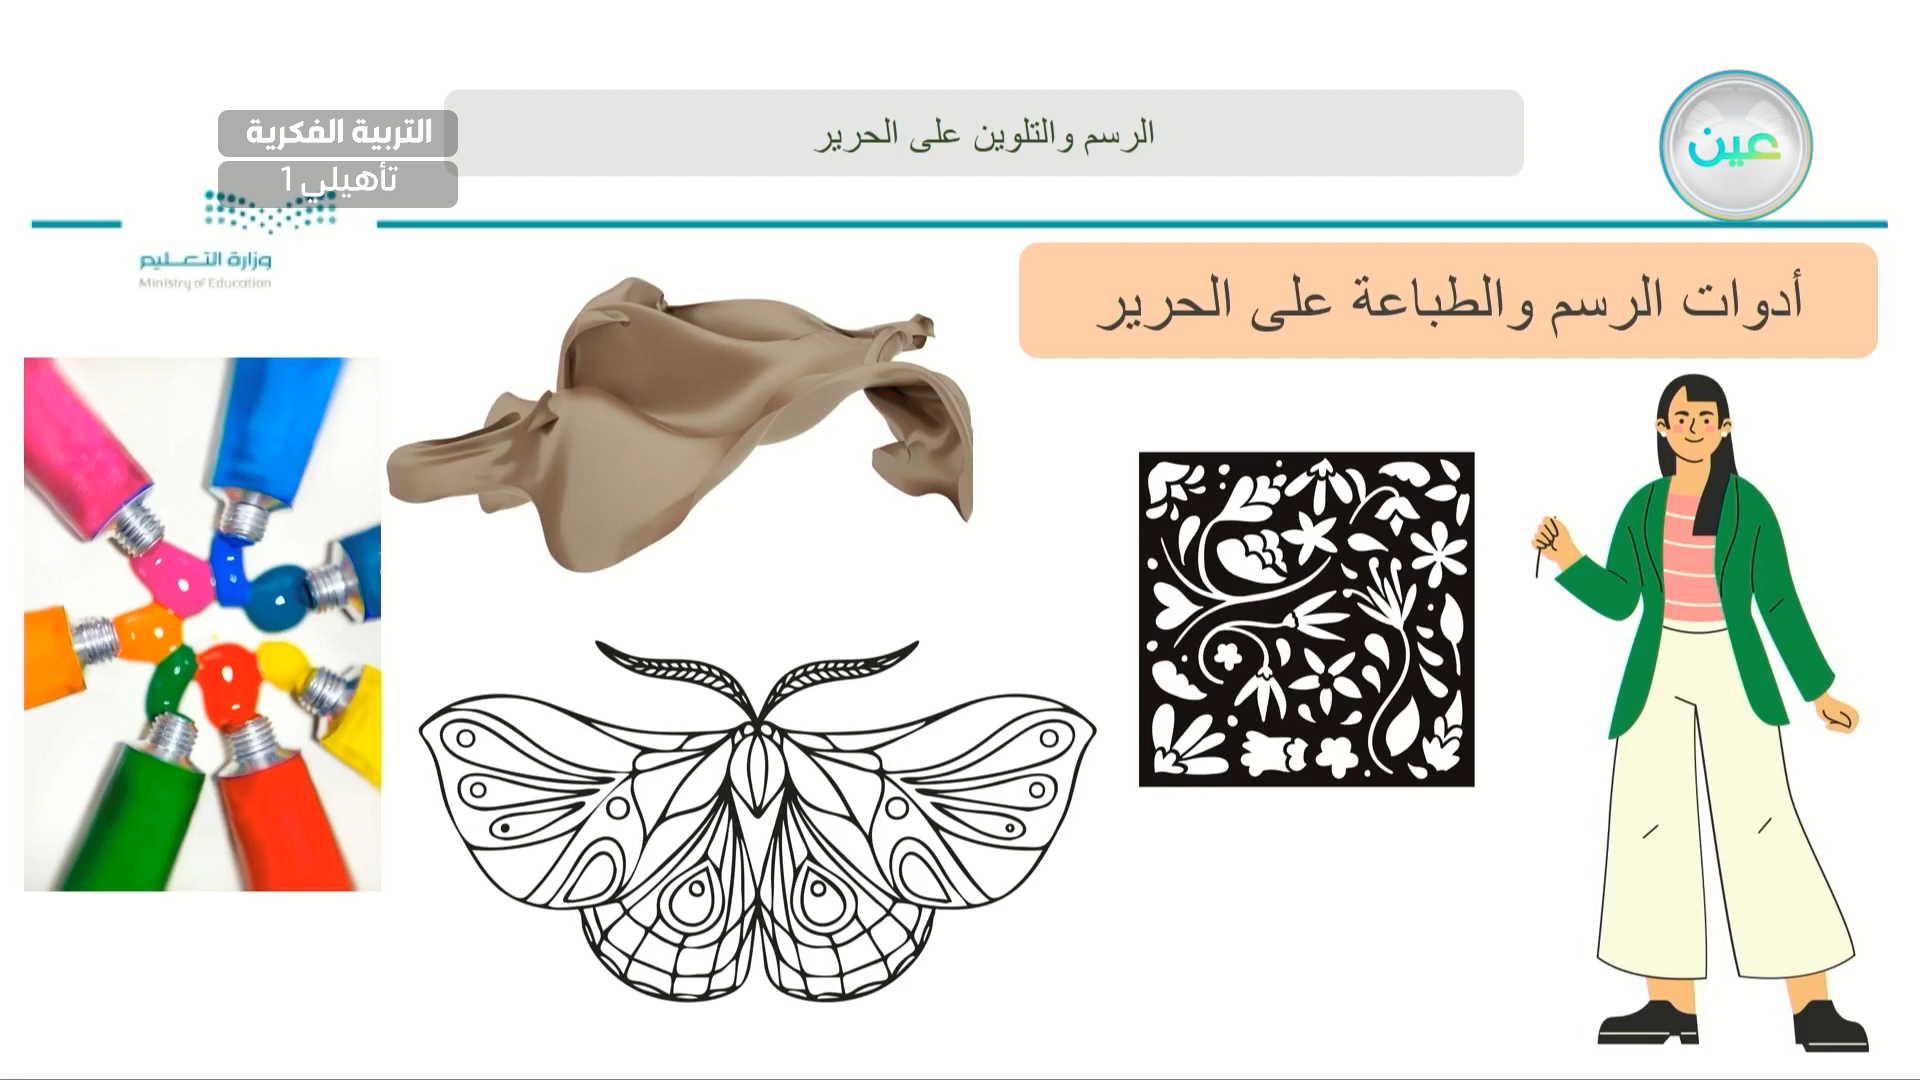 الرسم والتلوين على الحرير
عين
التربية الفكرية
تأهيلي 1
وزارة التعليم
Ministry of Education
أدوات الرسم والطباعة على الحرير